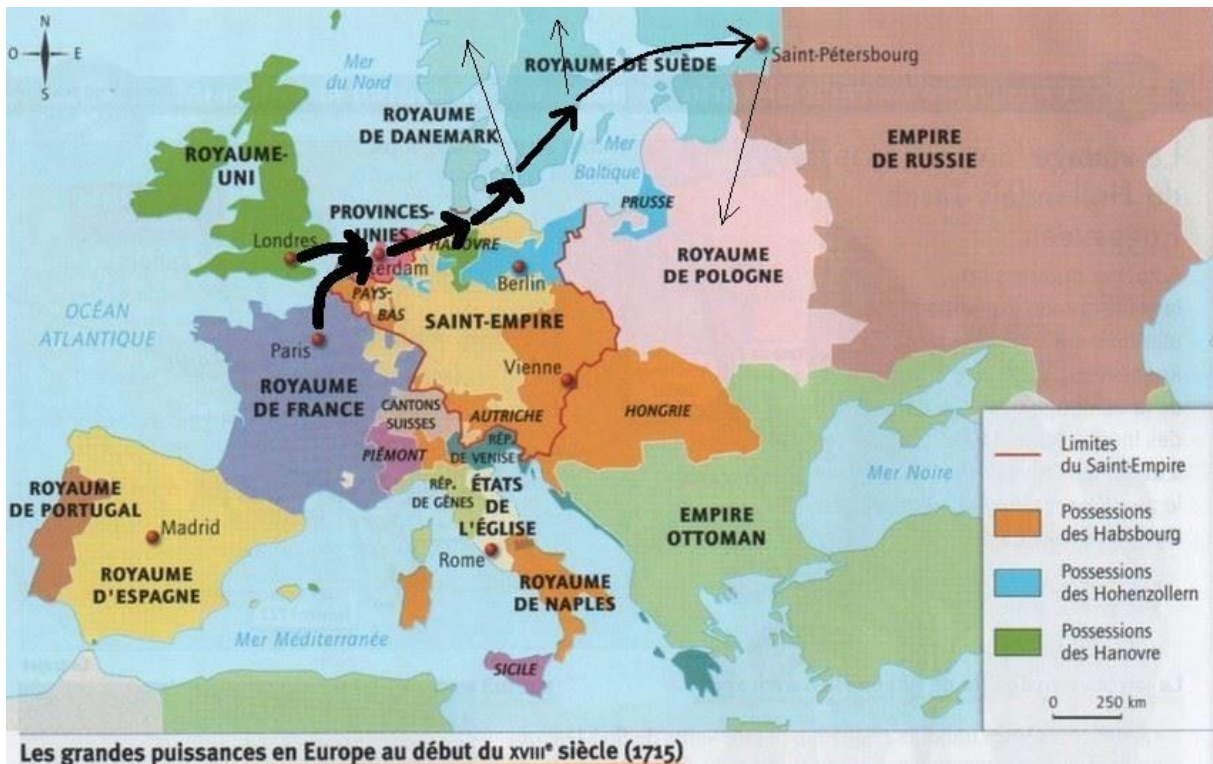 N
O
E
S
Mer
du Nord
ROYAUME DE SUÈDE
Saint-Pétersbourg
ROYAUME
DE DANEMARK
ROYAUME-
UNI
Mer
Baltique
EMPIRE
DE RUSSIE
PROVINCES-
UNIES
PRUSSE
Londres
HANOVRE
ROYAUME
DE POLOGNE
Berlin
PAYS-
BAS
OCÉAN
ATLANTIQUE
SAINT-EMPIRE
Paris
Vienne
ROYAUME
DE FRANCE
CANTONS
SUISSES
AUTRICHE
HONGRIE
PIÉMONT
RÉP.
DE VENISE
RÉP.
DE GÊNES
ÉTATS
DE
L'ÉGLISE
Mer Noire
ROYAUME
DE PORTUGAL
Madrid
EMPIRE
OTTOMAN
Rome
ROYAUME
D'ESPAGNE
ROYAUME
DE NAPLES
Mer Méditerranée
SICILE
Limites
du Saint-Empire
Possessions
des Habsbourg
Possessions
des Hohenzollern
Possessions
des Hanovre
0 250 km
Les grandes puissances en Europe au début du XVIIIe siècle (1715)